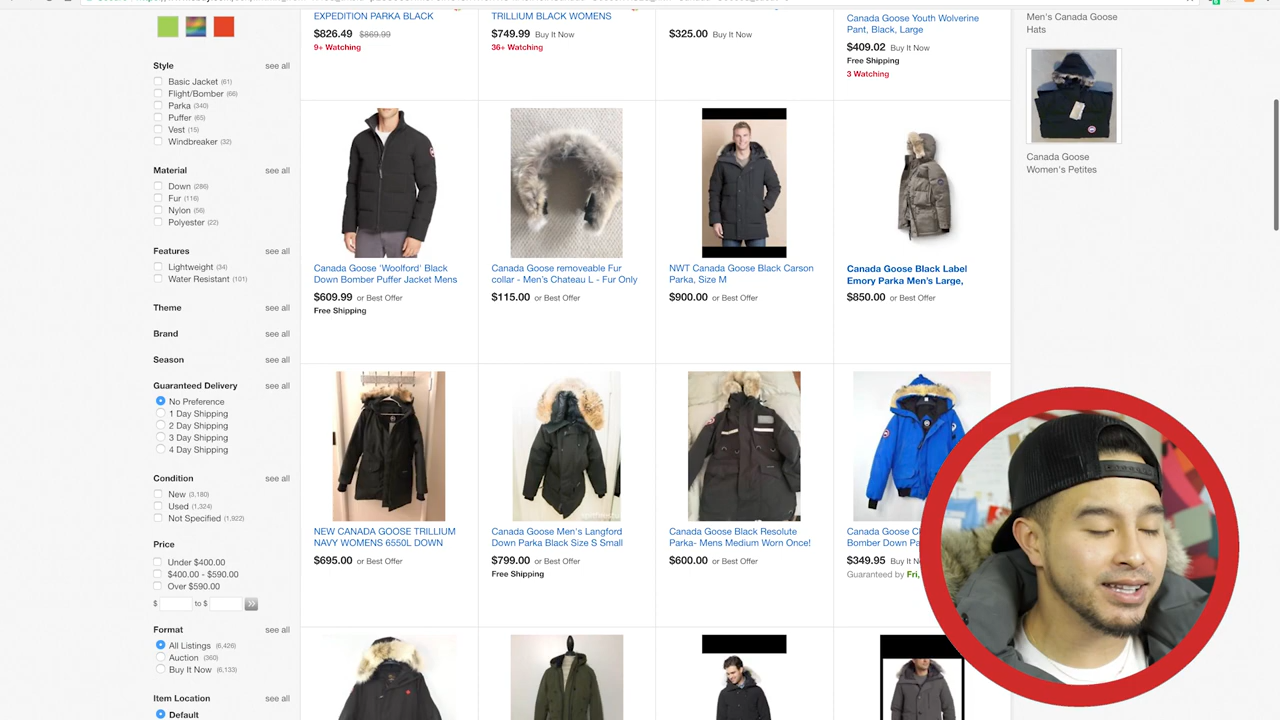 EXPEDITION PARKA BLACK
$826.49 $869.99
9+ Watching
TRILLIUM BLACK WOMENS
$749.99 Buy It Now
36+ Watching
$325.00 Buy It Now
Canada Goose Youth Wolverine
Pant, Black, Large
$409.02 Buy It Now
Free Shipping
3 Watching
Men's Canada Goose
Hats
Canada Goose
Women's Petites
Style see all
Basic Jacket (61)
Flight/Bomber (66)
Parka (340)
Puffer (65)
Vest (15)
Windbreaker (32)
Material see all
Down (286)
Fur (116)
Nylon (56)
Polyester (22)
Features see all
Lightweight (34)
Water Resistant (101)
Theme see all
Brand see all
Season see all
Guaranteed Delivery see all
No Preference
1 Day Shipping
2 Day Shipping
3 Day Shipping
4 Day Shipping
Condition see all
New (3,180)
Used (1,324)
Not Specified (1,922)
Price
Under $400.00
$400.00 - $590.00
Over $590.00
$ to $
Format see all
All Listings (6,426)
Auction (360)
Buy It Now (6,133)
Item Location see all
Default
Canada Goose 'Woolford' Black
Down Bomber Puffer Jacket Mens
$609.99 or Best Offer
Free Shipping
Canada Goose removeable Fur
collar - Men's Chateau L - Fur Only
$115.00 or Best Offer
NWT Canada Goose Black Carson
Parka, Size M
$900.00 or Best Offer
Canada Goose Black Label
Emory Parka Men's Large,
$850.00 or Best Offer
NEW CANADA GOOSE TRILLIUM
NAVY WOMENS 6550L DOWN
$695.00 or Best Offer
Canada Goose Men's Langford
Down Parka Black Size S Small
$799.00 or Best Offer
Free Shipping
Canada Goose Black Resolute
Parka- Mens Medium Worn Once!
$600.00 or Best Offer
Canada Goose
Bomber Down
$349.95 Buy It
Guaranteed by Fri,